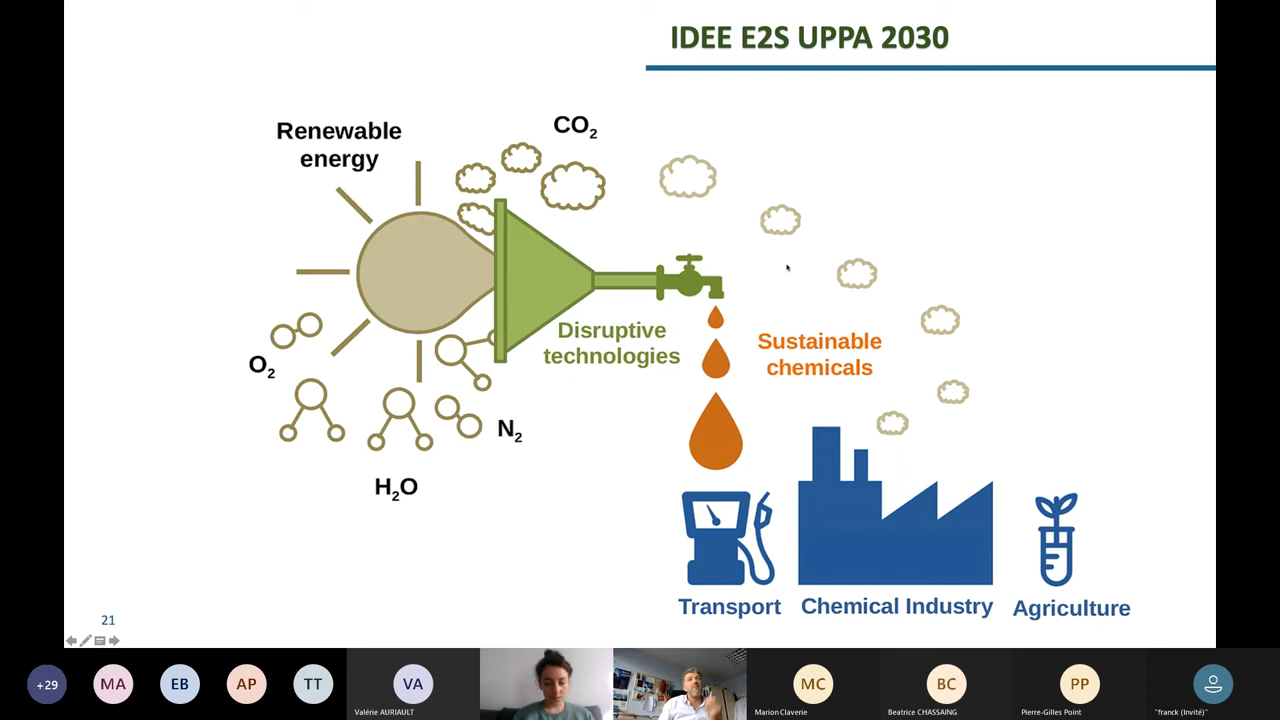 IDEE E2S UPPA 2030
Renewable
energy
CO₂
Disruptive
technologies
Sustainable
chemicals
O₂
N₂
H₂O
Transport
Chemical Industry
Agriculture
21
+29
MA
EB
AP
TT
VA
Valérie AURIAULT
MC
Marion Claverie
BC
Beatrice CHASSAING
PP
Pierre-Gilles Point
"franck (Invité)"